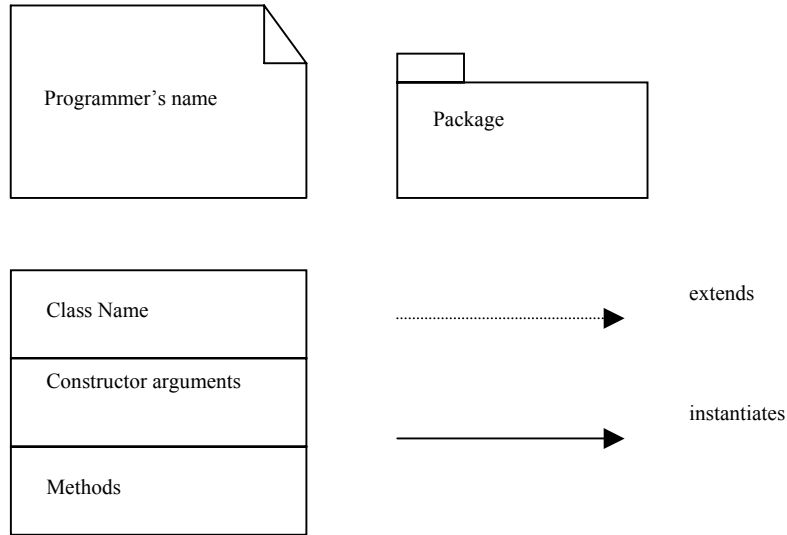 Programmer’s name
Package
Class Name
extends
Constructor arguments
instantiates
Methods